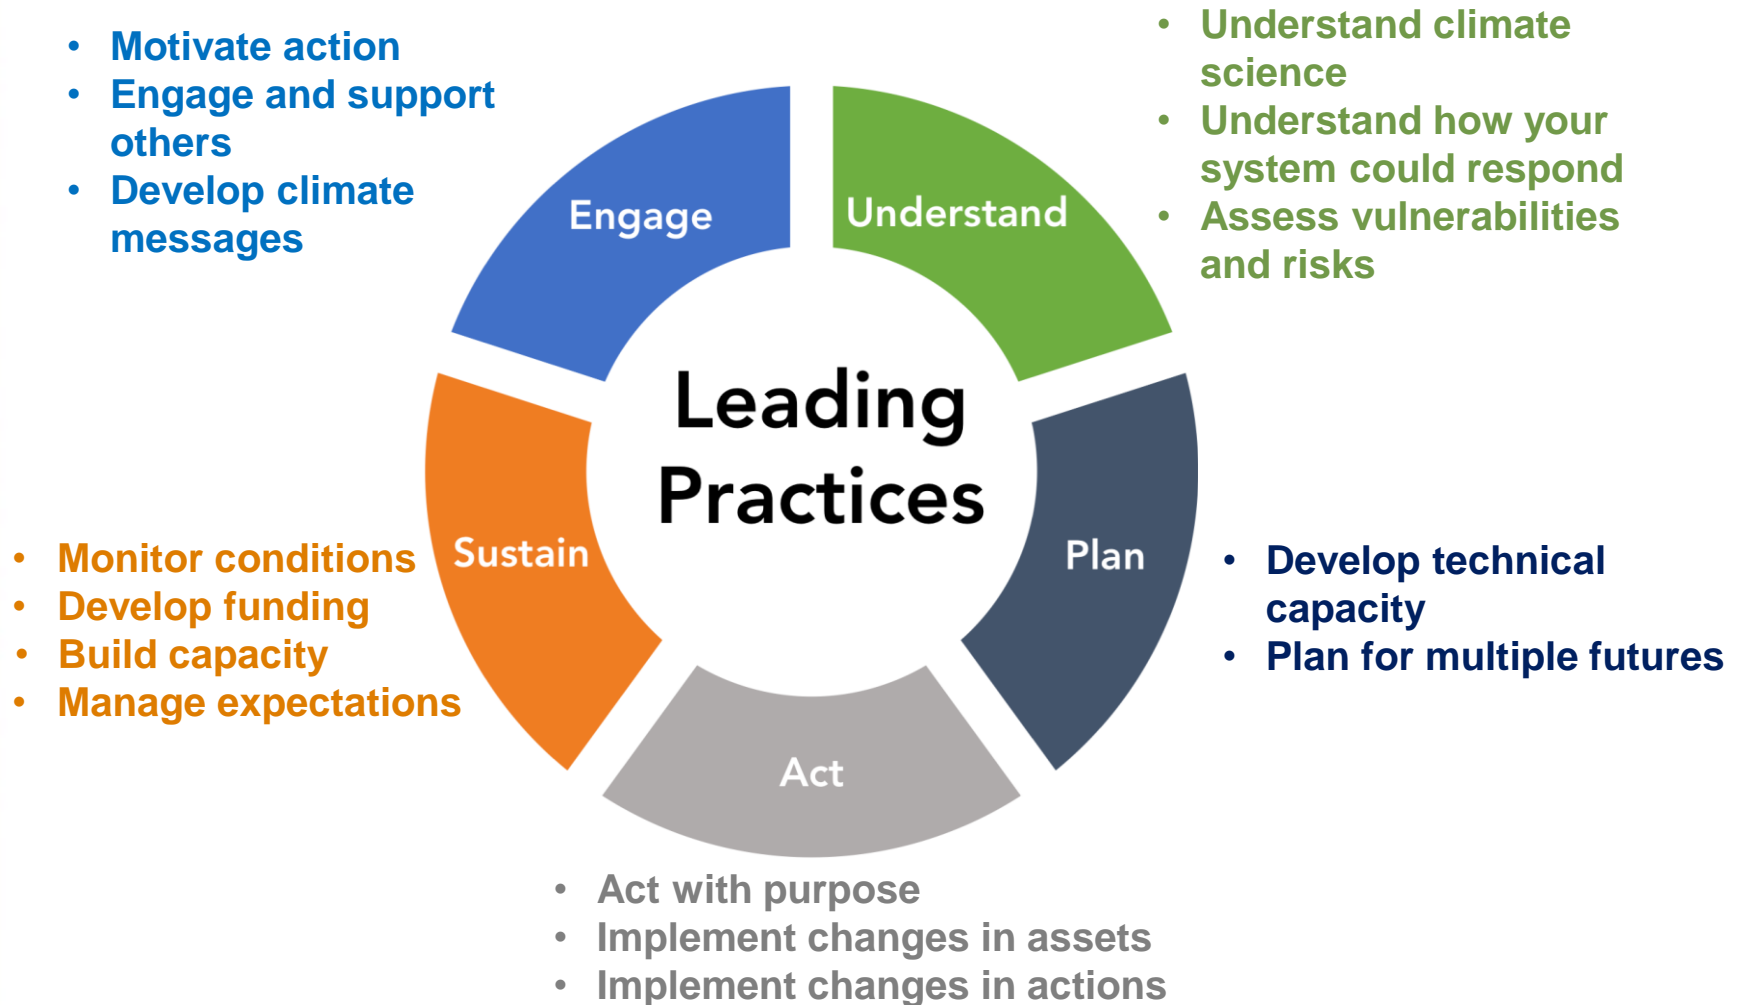 • Motivate action
• Engage and support
others
• Develop climate
messages
• Understand climate
science
• Understand how your
system could respond
• Assess vulnerabilities
and risks
Engage
Understand
Leading
Practices
Sustain
Plan
• Monitor conditions
• Develop funding
• Build capacity
• Manage expectations
• Develop technical
capacity
• Plan for multiple futures
Act
• Act with purpose
• Implement changes in assets
• Implement changes in actions